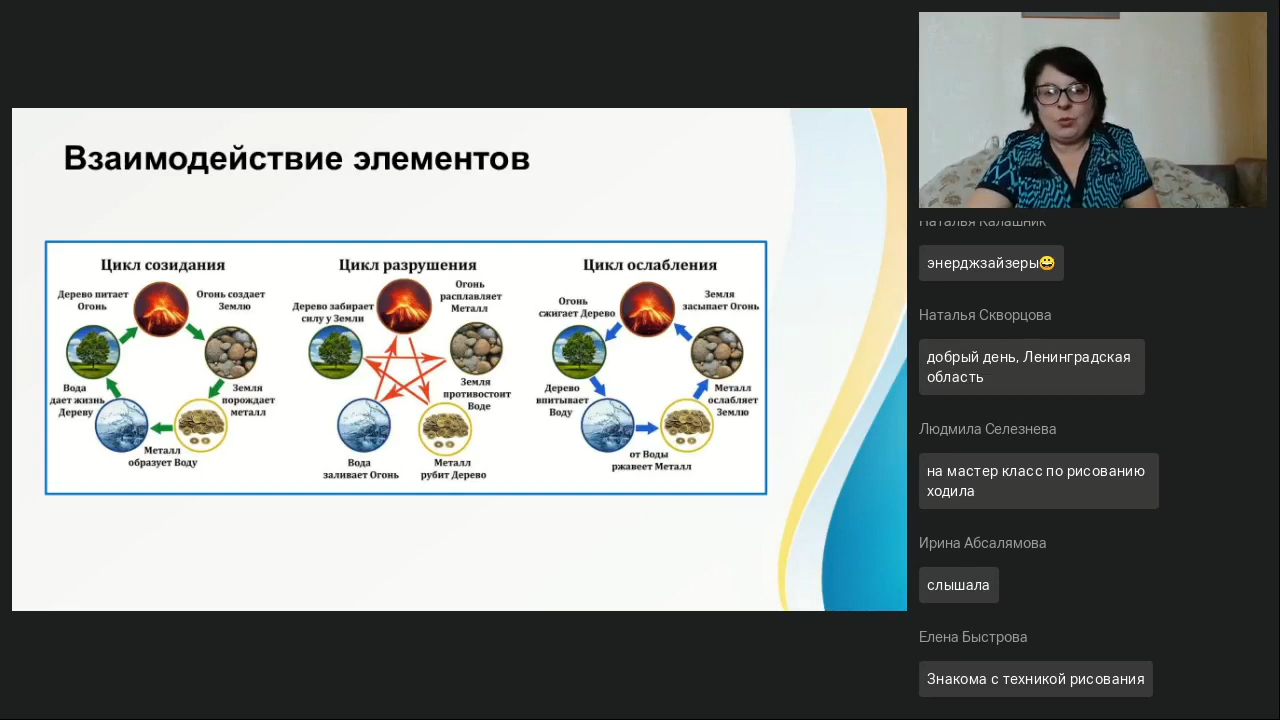 Взаимодействие элементов
Цикл созидания
Дерево питает
Огонь
Огонь создает
Землю
Вода
дает жизнь
Дереву
Земля
порождает
металл
Металл
образует Воду
Цикл разрушения
Дерево забирает
силу у Земли
Огонь
расплавляет
Металл
Земля
противостоит
Воде
Вода
заливает Огонь
Металл
рубит Дерево
Цикл ослабления
Огонь
сжигает Дерево
Земля
засыпает Огонь
Дерево
впитывает
Воду
Металл
ослабляет
Землю
от Воды
ржавеет Металл
Наталья Калашник
энерджзайзеры😀
Наталья Скворцова
добрый день, Ленинградская
область
Людмила Селезнева
на мастер класс по рисованию
ходила
Ирина Абсалямова
слышала
Елена Быстрова
Знакома с техникой рисования